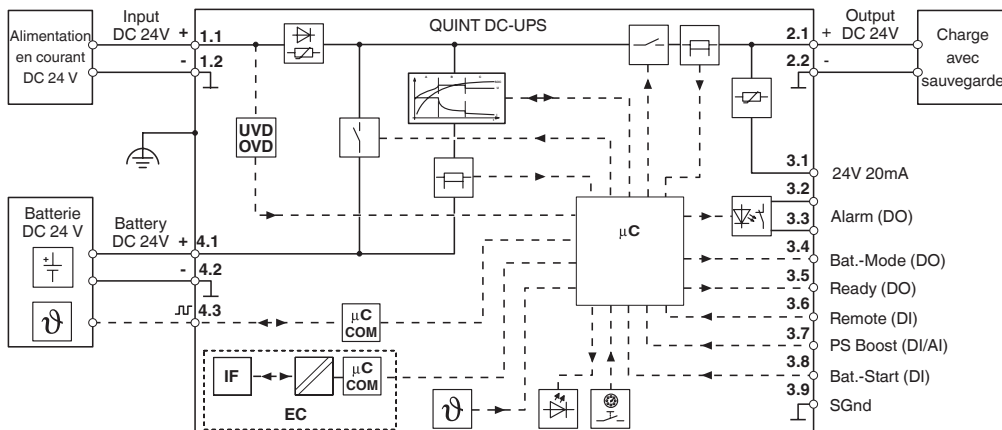 QUINT DC-UPS
Alimentation
en courant
DC 24 V
Input
DC 24V
+
1.1
-
1.2
UVD
OVD
Output
DC 24V
2.1
+
2.2
-
Charge
avec
sauvegarde
Batterie
DC 24 V
+
ϑ
Battery
DC 24V
+
4.1
-
4.2
4.3
µC
COM
IF
µC
COM
EC
ϑ
µC
3.1
24V 20mA
3.2
3.3
Alarm (DO)
3.4
Bat.-Mode (DO)
3.5
Ready (DO)
3.6
Remote (DI)
3.7
PS Boost (DI/AI)
3.8
Bat.-Start (DI)
3.9
SGnd